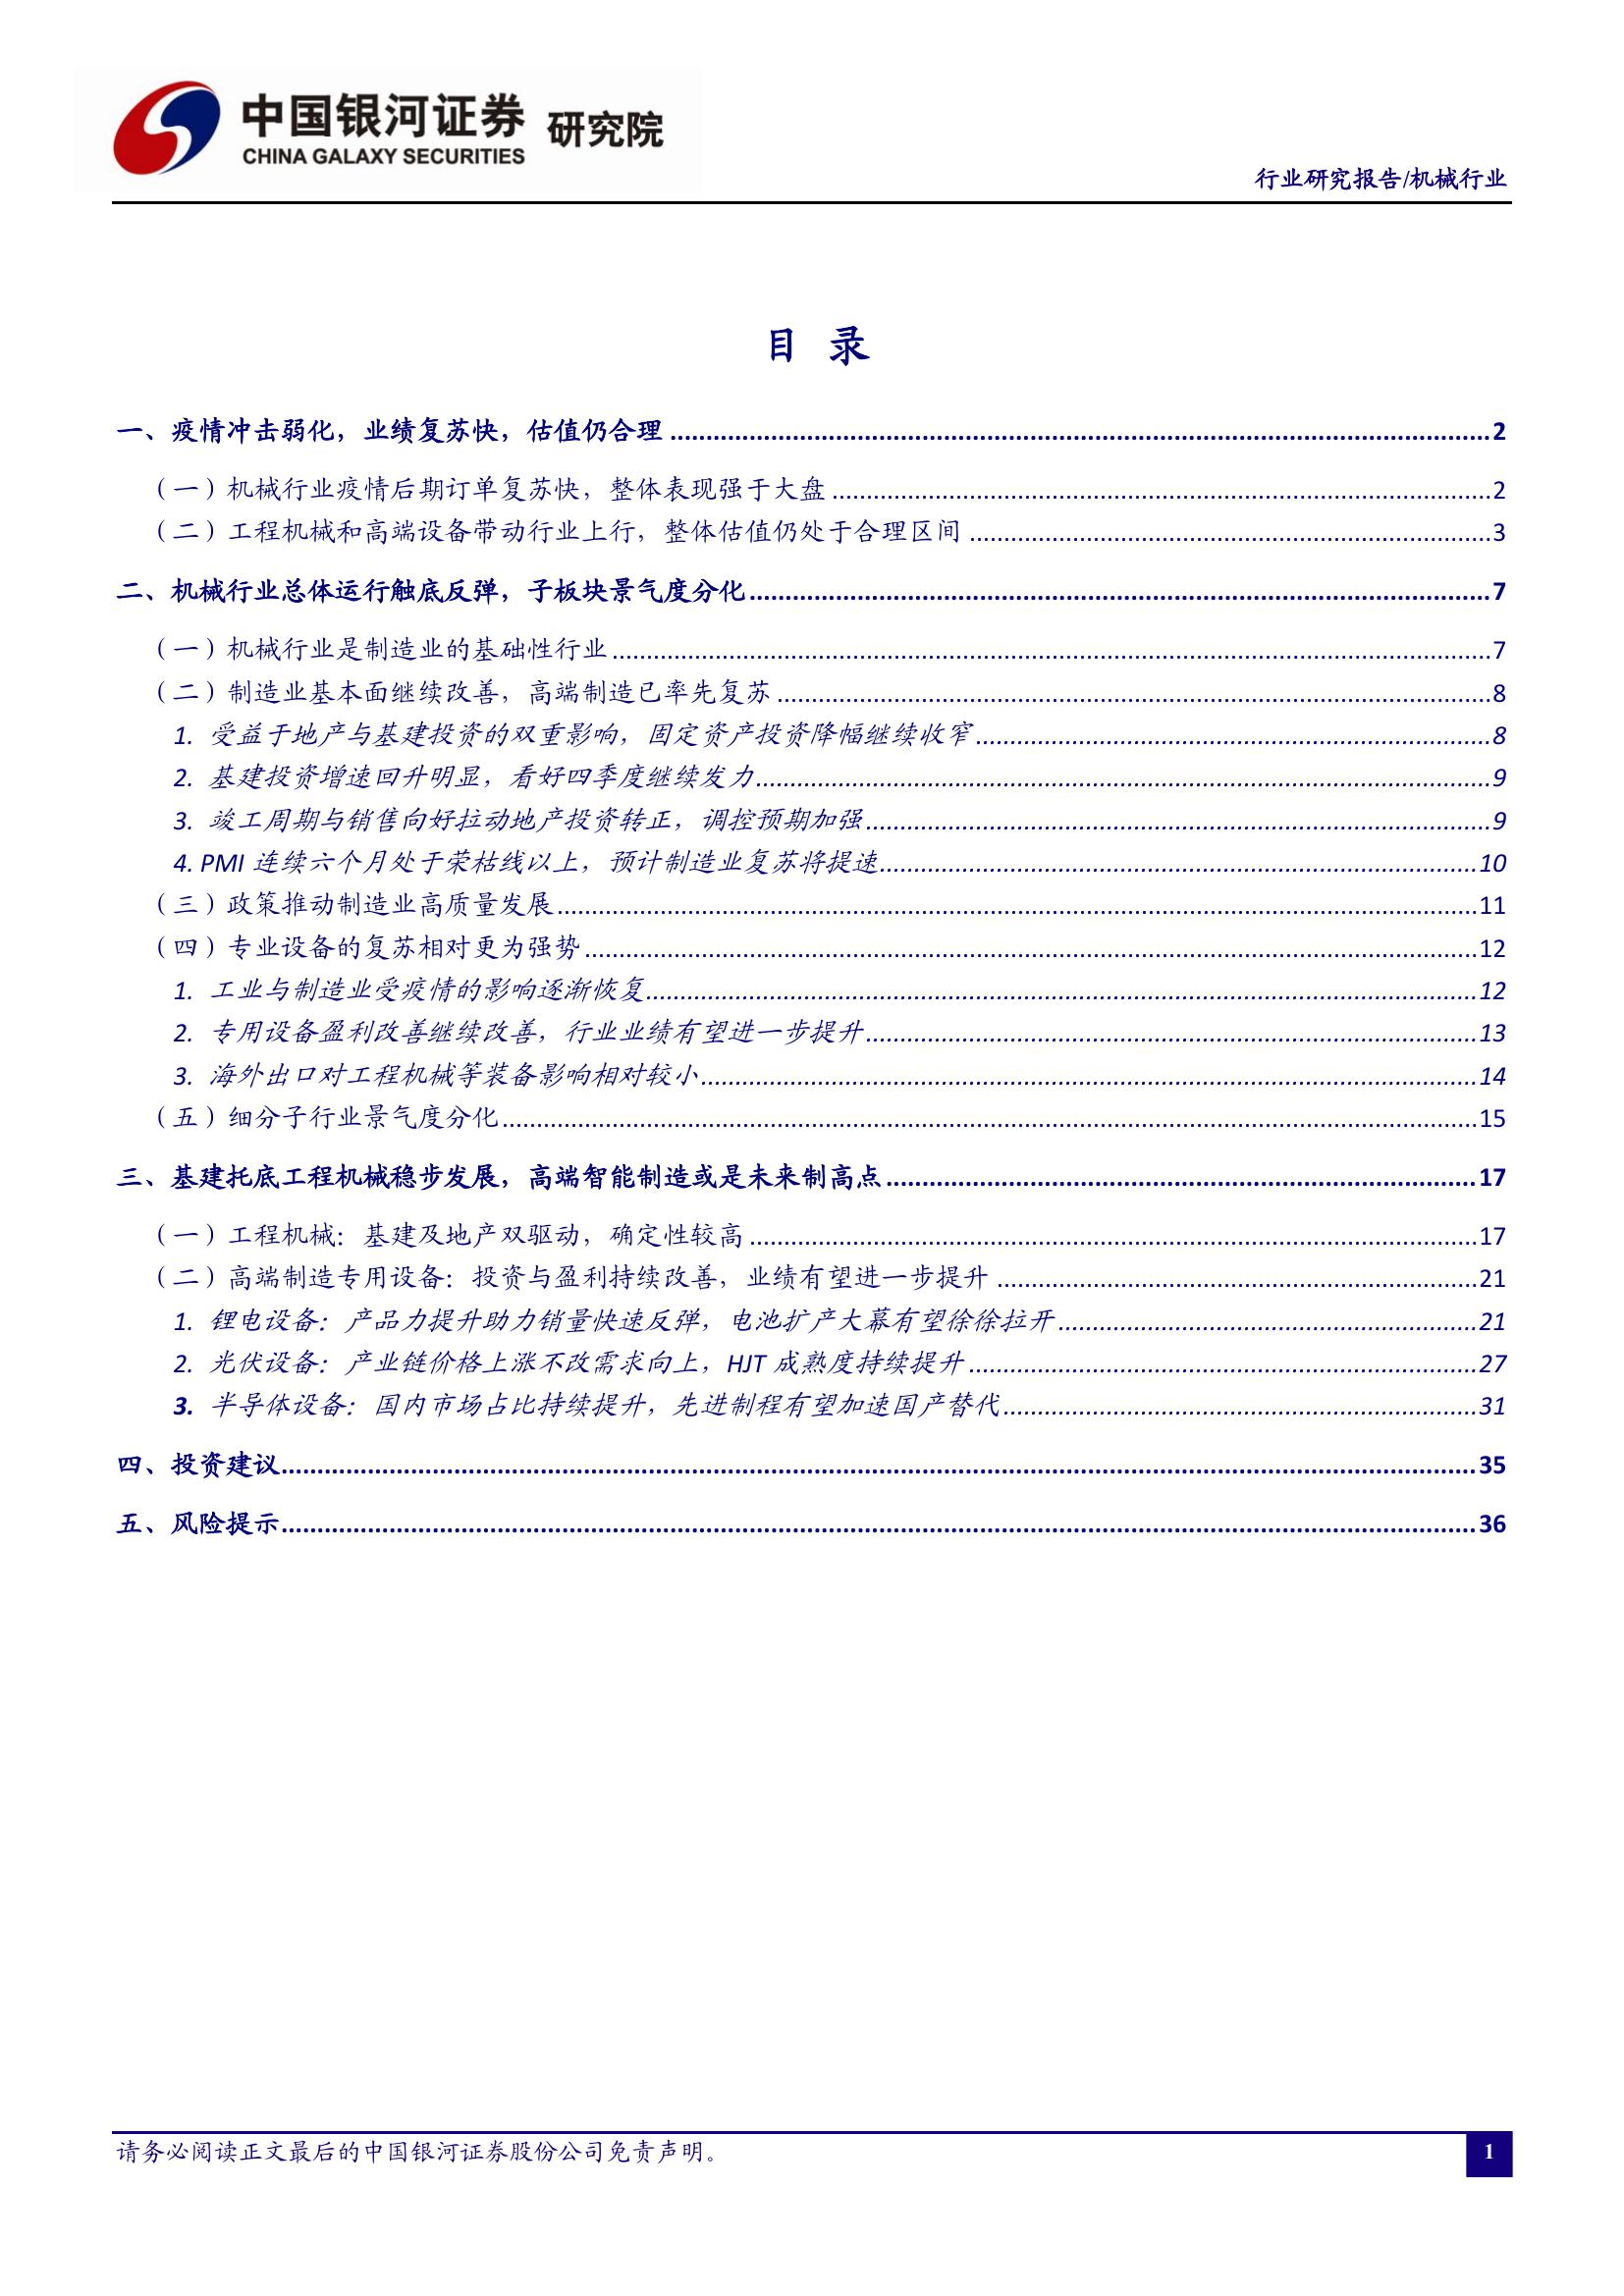 中国银河证券 研究院
CHINA GALAXY SECURITIES
行业研究报告/机械行业
目 录
一、疫情冲击弱化，业绩复苏快，估值仍合理 2
（一）机械行业疫情后期订单复苏快，整体表现强于大盘 2
（二）工程机械和高端设备带动行业上行，整体估值仍处于合理区间 3
二、机械行业总体运行触底反弹，子板块景气度分化 7
（一）机械行业是制造业的基础性行业 7
（二）制造业基本面继续改善，高端制造已率先复苏 8
1. 受益于地产与基建投资的双重影响，固定资产投资降幅继续收窄 8
2. 基建投资增速回升明显，看好四季度继续发力 9
3. 竣工周期与销售向好拉动地产投资转正，调控预期加强 9
4. PMI 连续六个月处于荣枯线以上，预计制造业复苏将提速 10
（三）政策推动制造业高质量发展 11
（四）专业设备的复苏相对更为强势 12
1. 工业与制造业受疫情的影响逐渐恢复 12
2. 专用设备盈利改善继续改善，行业业绩有望进一步提升 13
3. 海外出口对工程机械等装备影响相对较小 14
（五）细分子行业景气度分化 15
三、基建托底工程机械稳步发展，高端智能制造或是未来制高点 17
（一）工程机械：基建及地产双驱动，确定性较高 17
（二）高端制造专用设备：投资与盈利持续改善，业绩有望进一步提升 21
1. 锂电设备：产品力提升助力销量快速反弹，电池扩产大幕有望徐徐拉开 21
2. 光伏设备：产业链价格上涨不改需求向上，HJT 成熟度持续提升 27
3. 半导体设备：国内市场占比持续提升，先进制程有望加速国产替代 31
四、投资建议 35
五、风险提示 36
请务必阅读正文最后的中国银河证券股份公司免责声明。
1